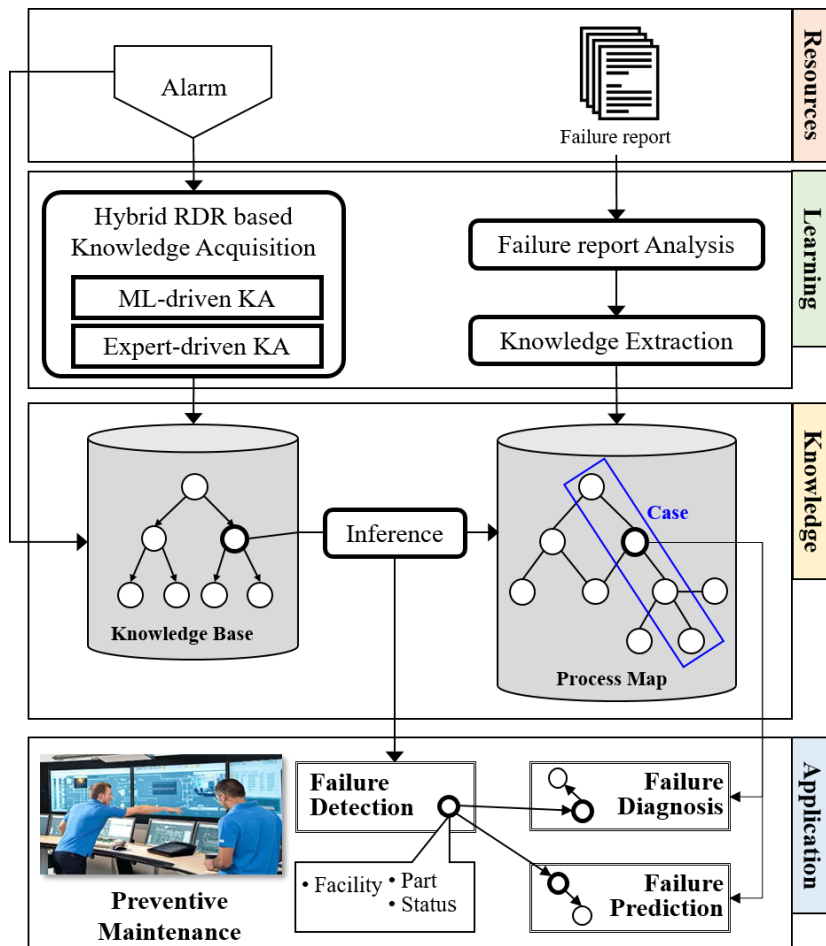 Resources
Alarm
Failure report
Learning
Hybrid RDR based
Knowledge Acquisition
ML-driven KA
Expert-driven KA
Failure report Analysis
Knowledge Extraction
Knowledge
Inference
Case
Knowledge Base
Process Map
Application
Preventive
Maintenance
Failure
Detection
• Facility
• Part
• Status
Failure
Diagnosis
Failure
Prediction